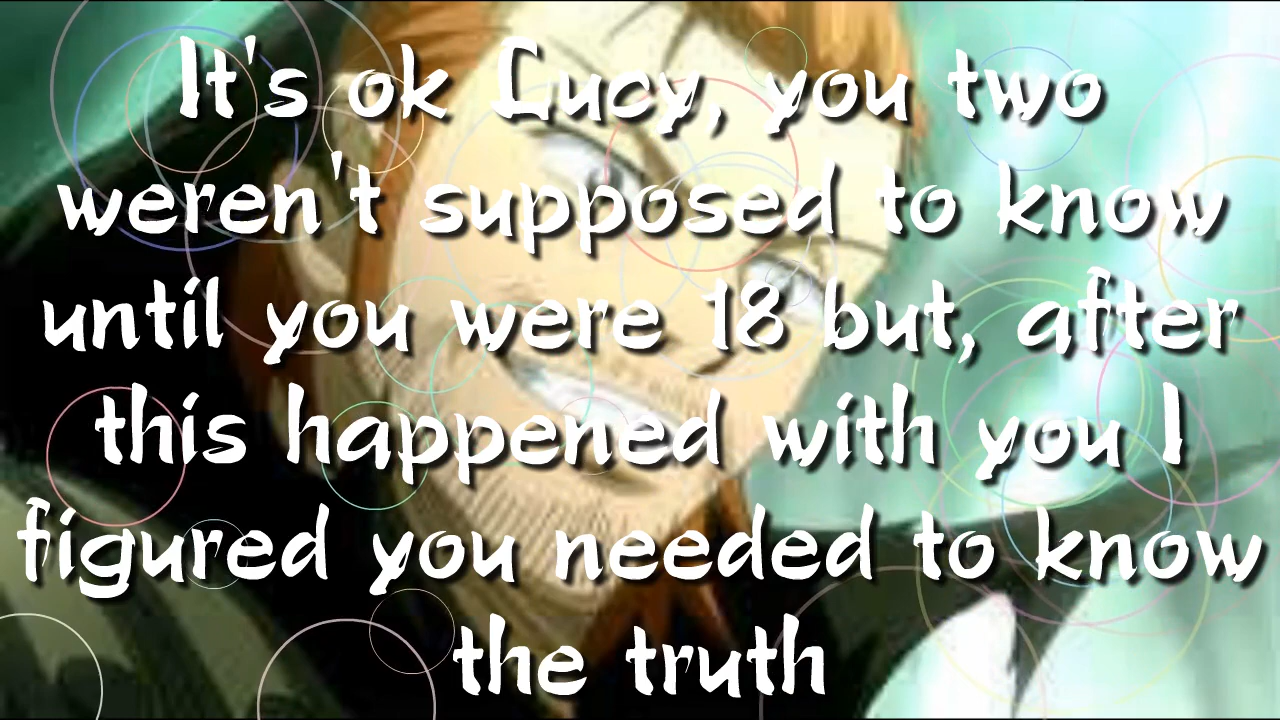 It's ok Lucy, you two
weren't supposed to know
until you were 18 but, after
this happened with you I
figured you needed to know
the truth